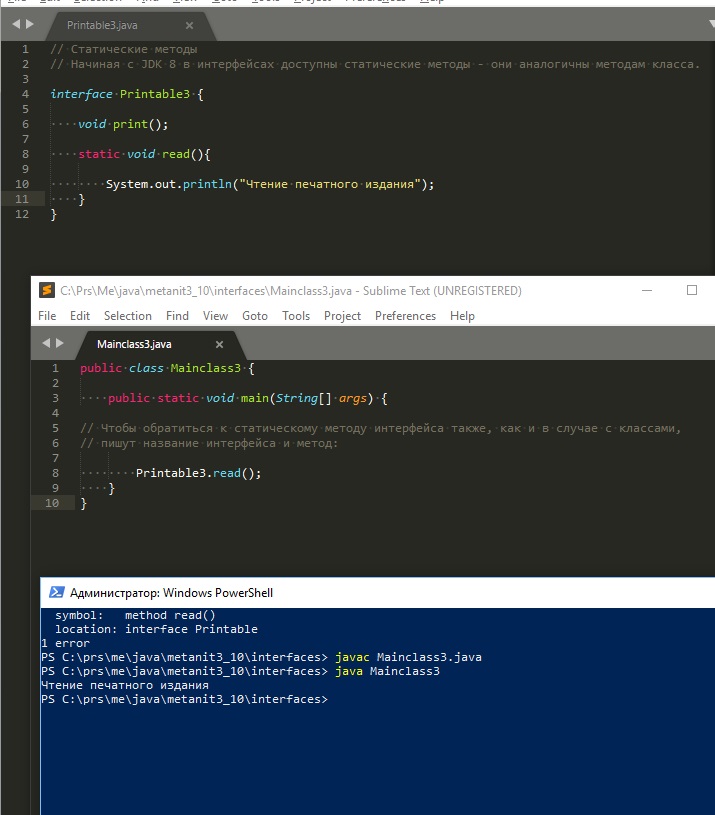 Printable3.java ×
1 // Статические методы
2 // Начиная с JDK 8 в интерфейсах доступны статические методы - они аналогичны методам класса.
3
4 interface Printable3 {
5
6 void print();
7
8 static void read(){
9
10 System.out.println("Чтение печатного издания");
11 }
12 }
C:\Prs\Me\java\metanit3_10\interfaces\Mainclass3.java - Sublime Text (UNREGISTERED)
File Edit Selection Find View Goto Tools Project Preferences Help
Mainclass3.java ×
1 public class Mainclass3 {
2
3 public static void main(String[] args) {
4
5 // Чтобы обратиться к статическому методу интерфейса также, как и в случае с классами,
6 // пишут название интерфейса и метод:
7
8 Printable3.read();
9 }
10 }
Администратор: Windows PowerShell
symbol: method read()
location: interface Printable
1 error
PS C:\prs\me\java\metanit3_10\interfaces> javac Mainclass3.java
PS C:\prs\me\java\metanit3_10\interfaces> java Mainclass3
Чтение печатного издания
PS C:\prs\me\java\metanit3_10\interfaces>